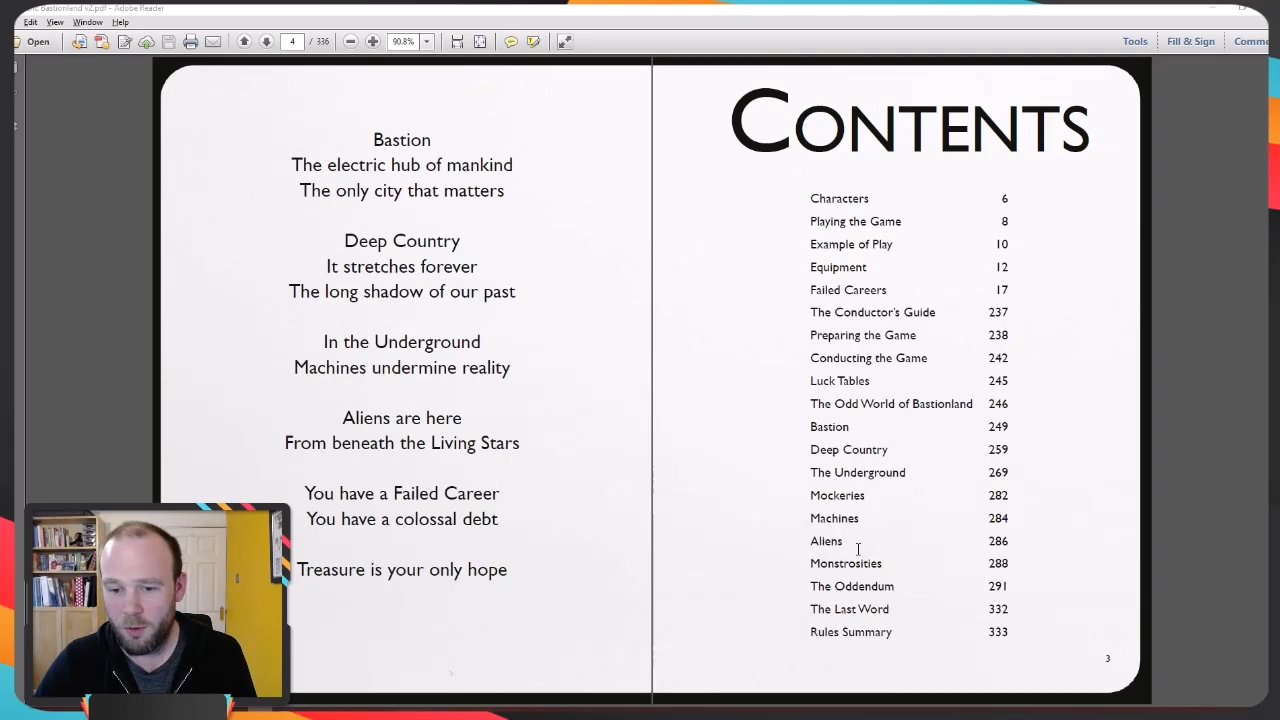 Bastionland v2.pdf - Adobe Reader
Edit View Window Help
Open 4 / 336 90.8% Tools Fill & Sign Comme
Bastion
The electric hub of mankind
The only city that matters
Deep Country
It stretches forever
The long shadow of our past
In the Underground
Machines undermine reality
Aliens are here
From beneath the Living Stars
You have a Failed Career
You have a colossal debt
Treasure is your only hope
CONTENTS
Characters 6
Playing the Game 8
Example of Play 10
Equipment 12
Failed Careers 17
The Conductor's Guide 237
Preparing the Game 238
Conducting the Game 242
Luck Tables 245
The Odd World of Bastionland 246
Bastion 249
Deep Country 259
The Underground 269
Mockeries 282
Machines 284
Aliens 286
Monstrosities 288
The Oddendum 291
The Last Word 332
Rules Summary 333
3